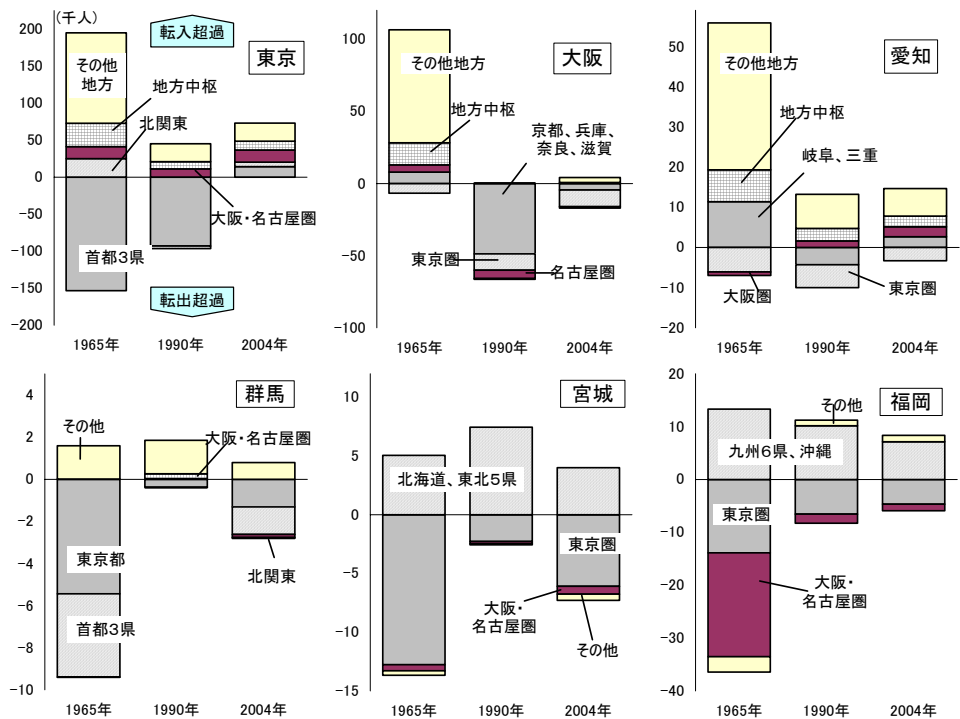 (千人)
転入超過
東京
200
150
100
50
0
-50
-100
-150
-200
その他
地方
地方中枢
北関東
大阪・名古屋圏
首都3県
転出超過
1965年
1990年
2004年
大阪
100
50
0
-50
-100
その他地方
地方中枢
京都、兵庫、
奈良、滋賀
東京圏
名古屋圏
1965年
1990年
2004年
愛知
50
40
30
20
10
0
-10
-20
その他地方
地方中枢
岐阜、三重
東京圏
大阪圏
1965年
1990年
2004年
群馬
4
2
0
-2
-4
-6
-8
-10
その他
大阪・名古屋圏
東京都
北関東
首都3県
1965年
1990年
2004年
宮城
10
5
0
-5
-10
-15
北海道、東北5県
東京圏
大阪・
名古屋圏
その他
1965年
1990年
2004年
福岡
20
10
0
-10
-20
-30
-40
その他
九州6県、沖縄
東京圏
大阪・
名古屋圏
1965年
1990年
2004年